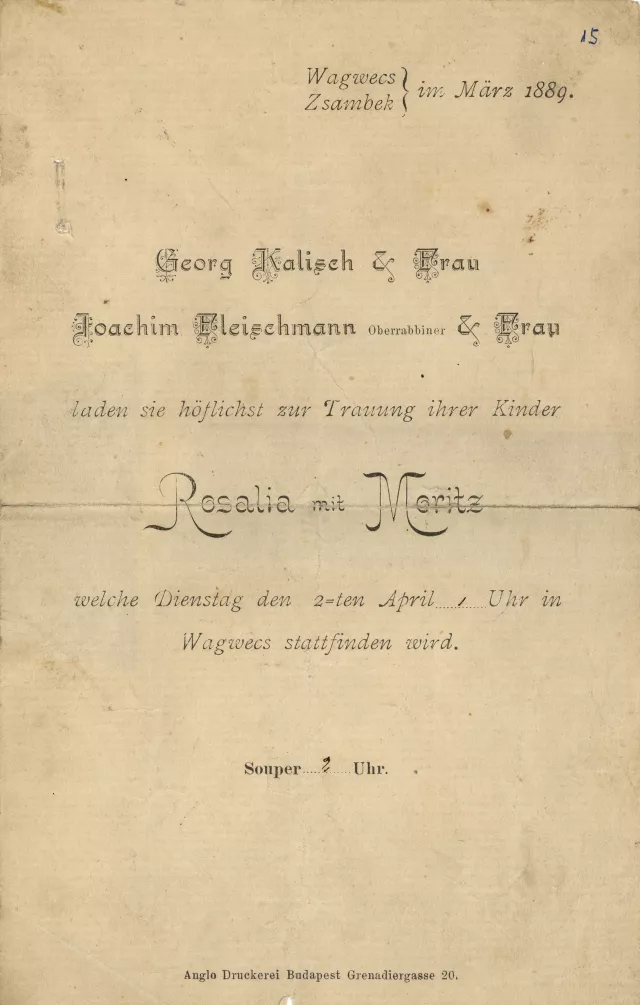 15
Wagwecs
Zsambek } im März 1889.
Georg Kalisch & Frau
Joachim Fleischmann Oberrabbiner & Frau
laden sie höflichst zur Trauung ihrer Kinder
Rosalia mit Moritz
welche Dienstag den 2=ten April 1 Uhr in
Wagwecs stattfinden wird.
Souper 2 Uhr.
Anglo Druckerei Budapest Grenadiergasse 20.